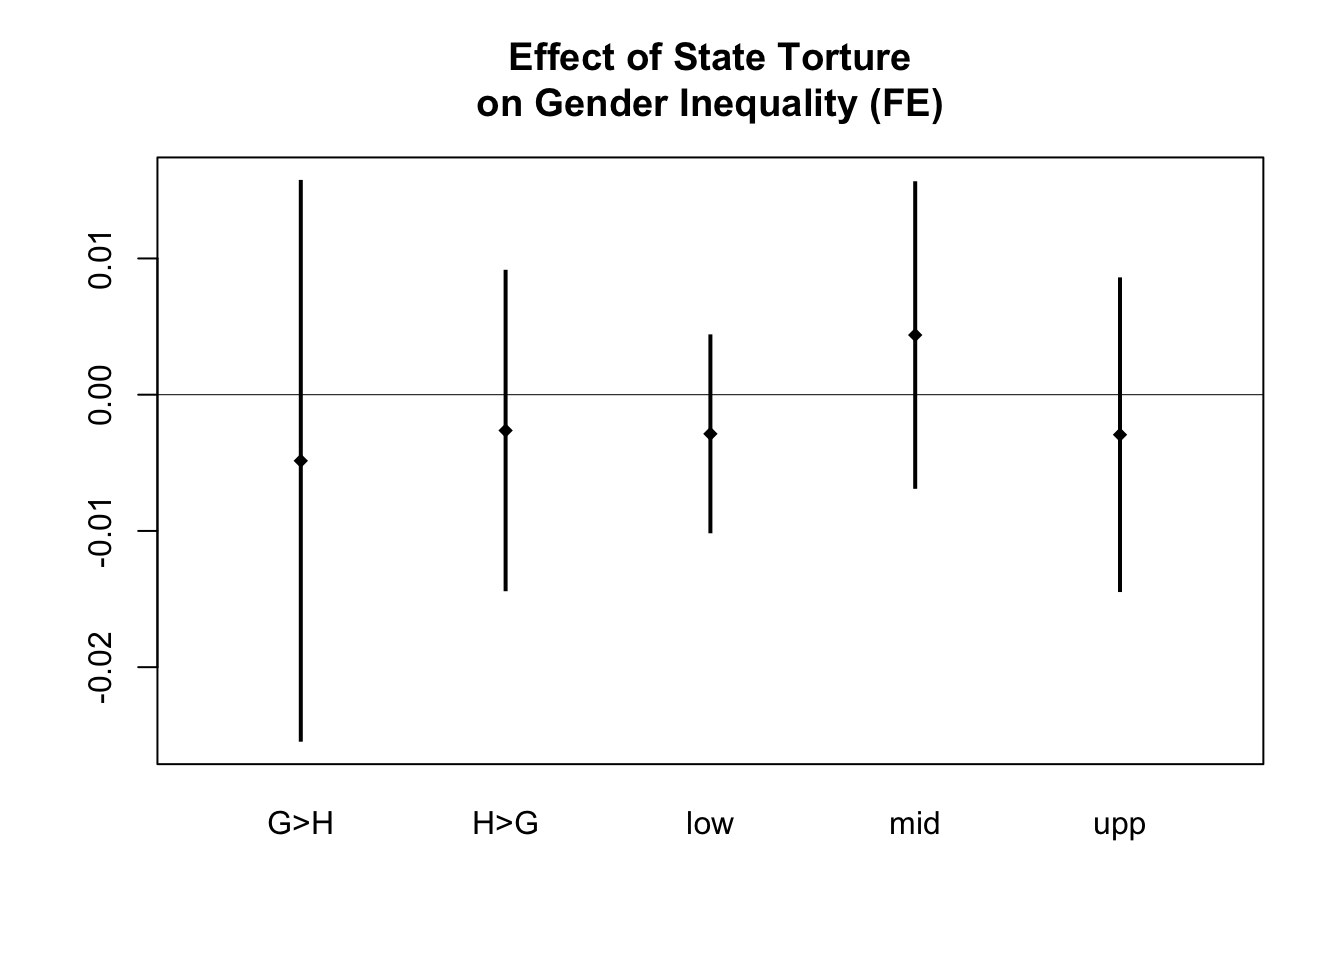 Effect of State Torture
on Gender Inequality (FE)
0.01
0.00
-0.01
-0.02
G>H H>G low mid upp